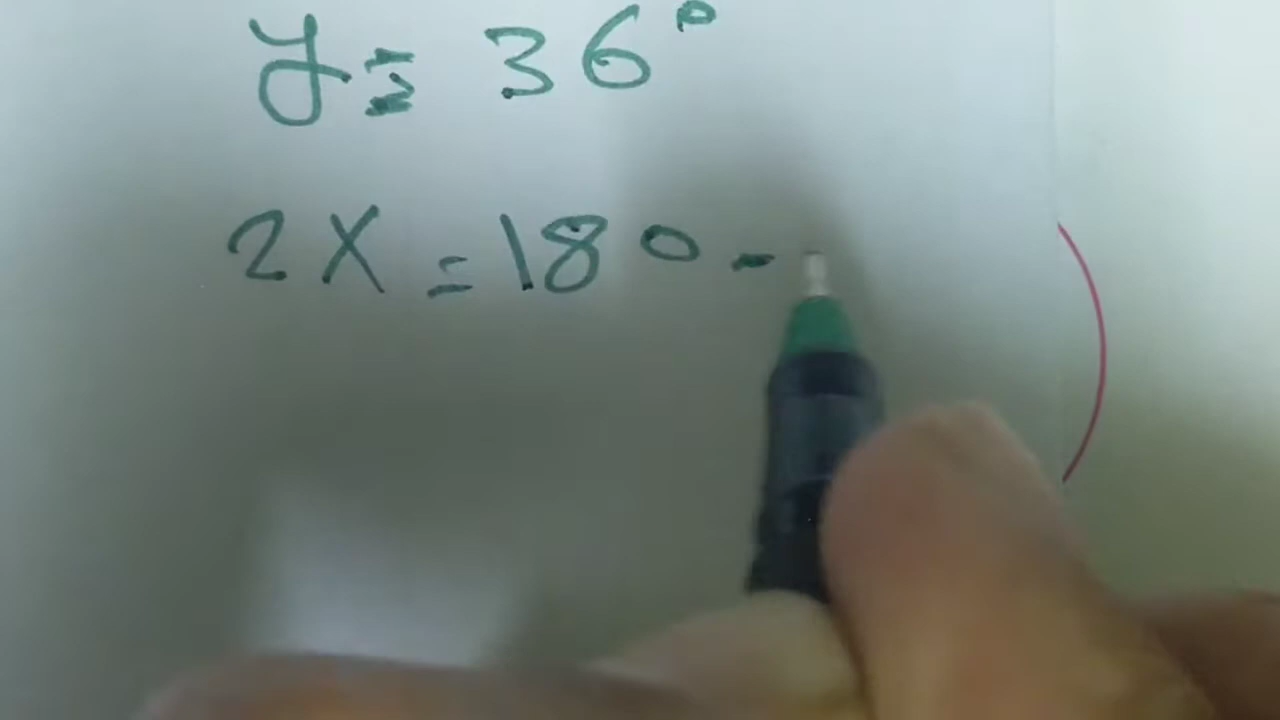 y = 36°
2x = 180 -